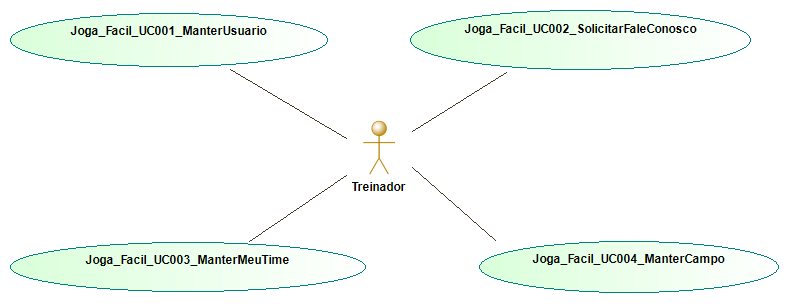 Joga_Facil_UC001_ManterUsuario
Joga_Facil_UC002_SolicitarFaleConosco
Treinador
Joga_Facil_UC003_ManterMeuTime
Joga_Facil_UC004_ManterCampo